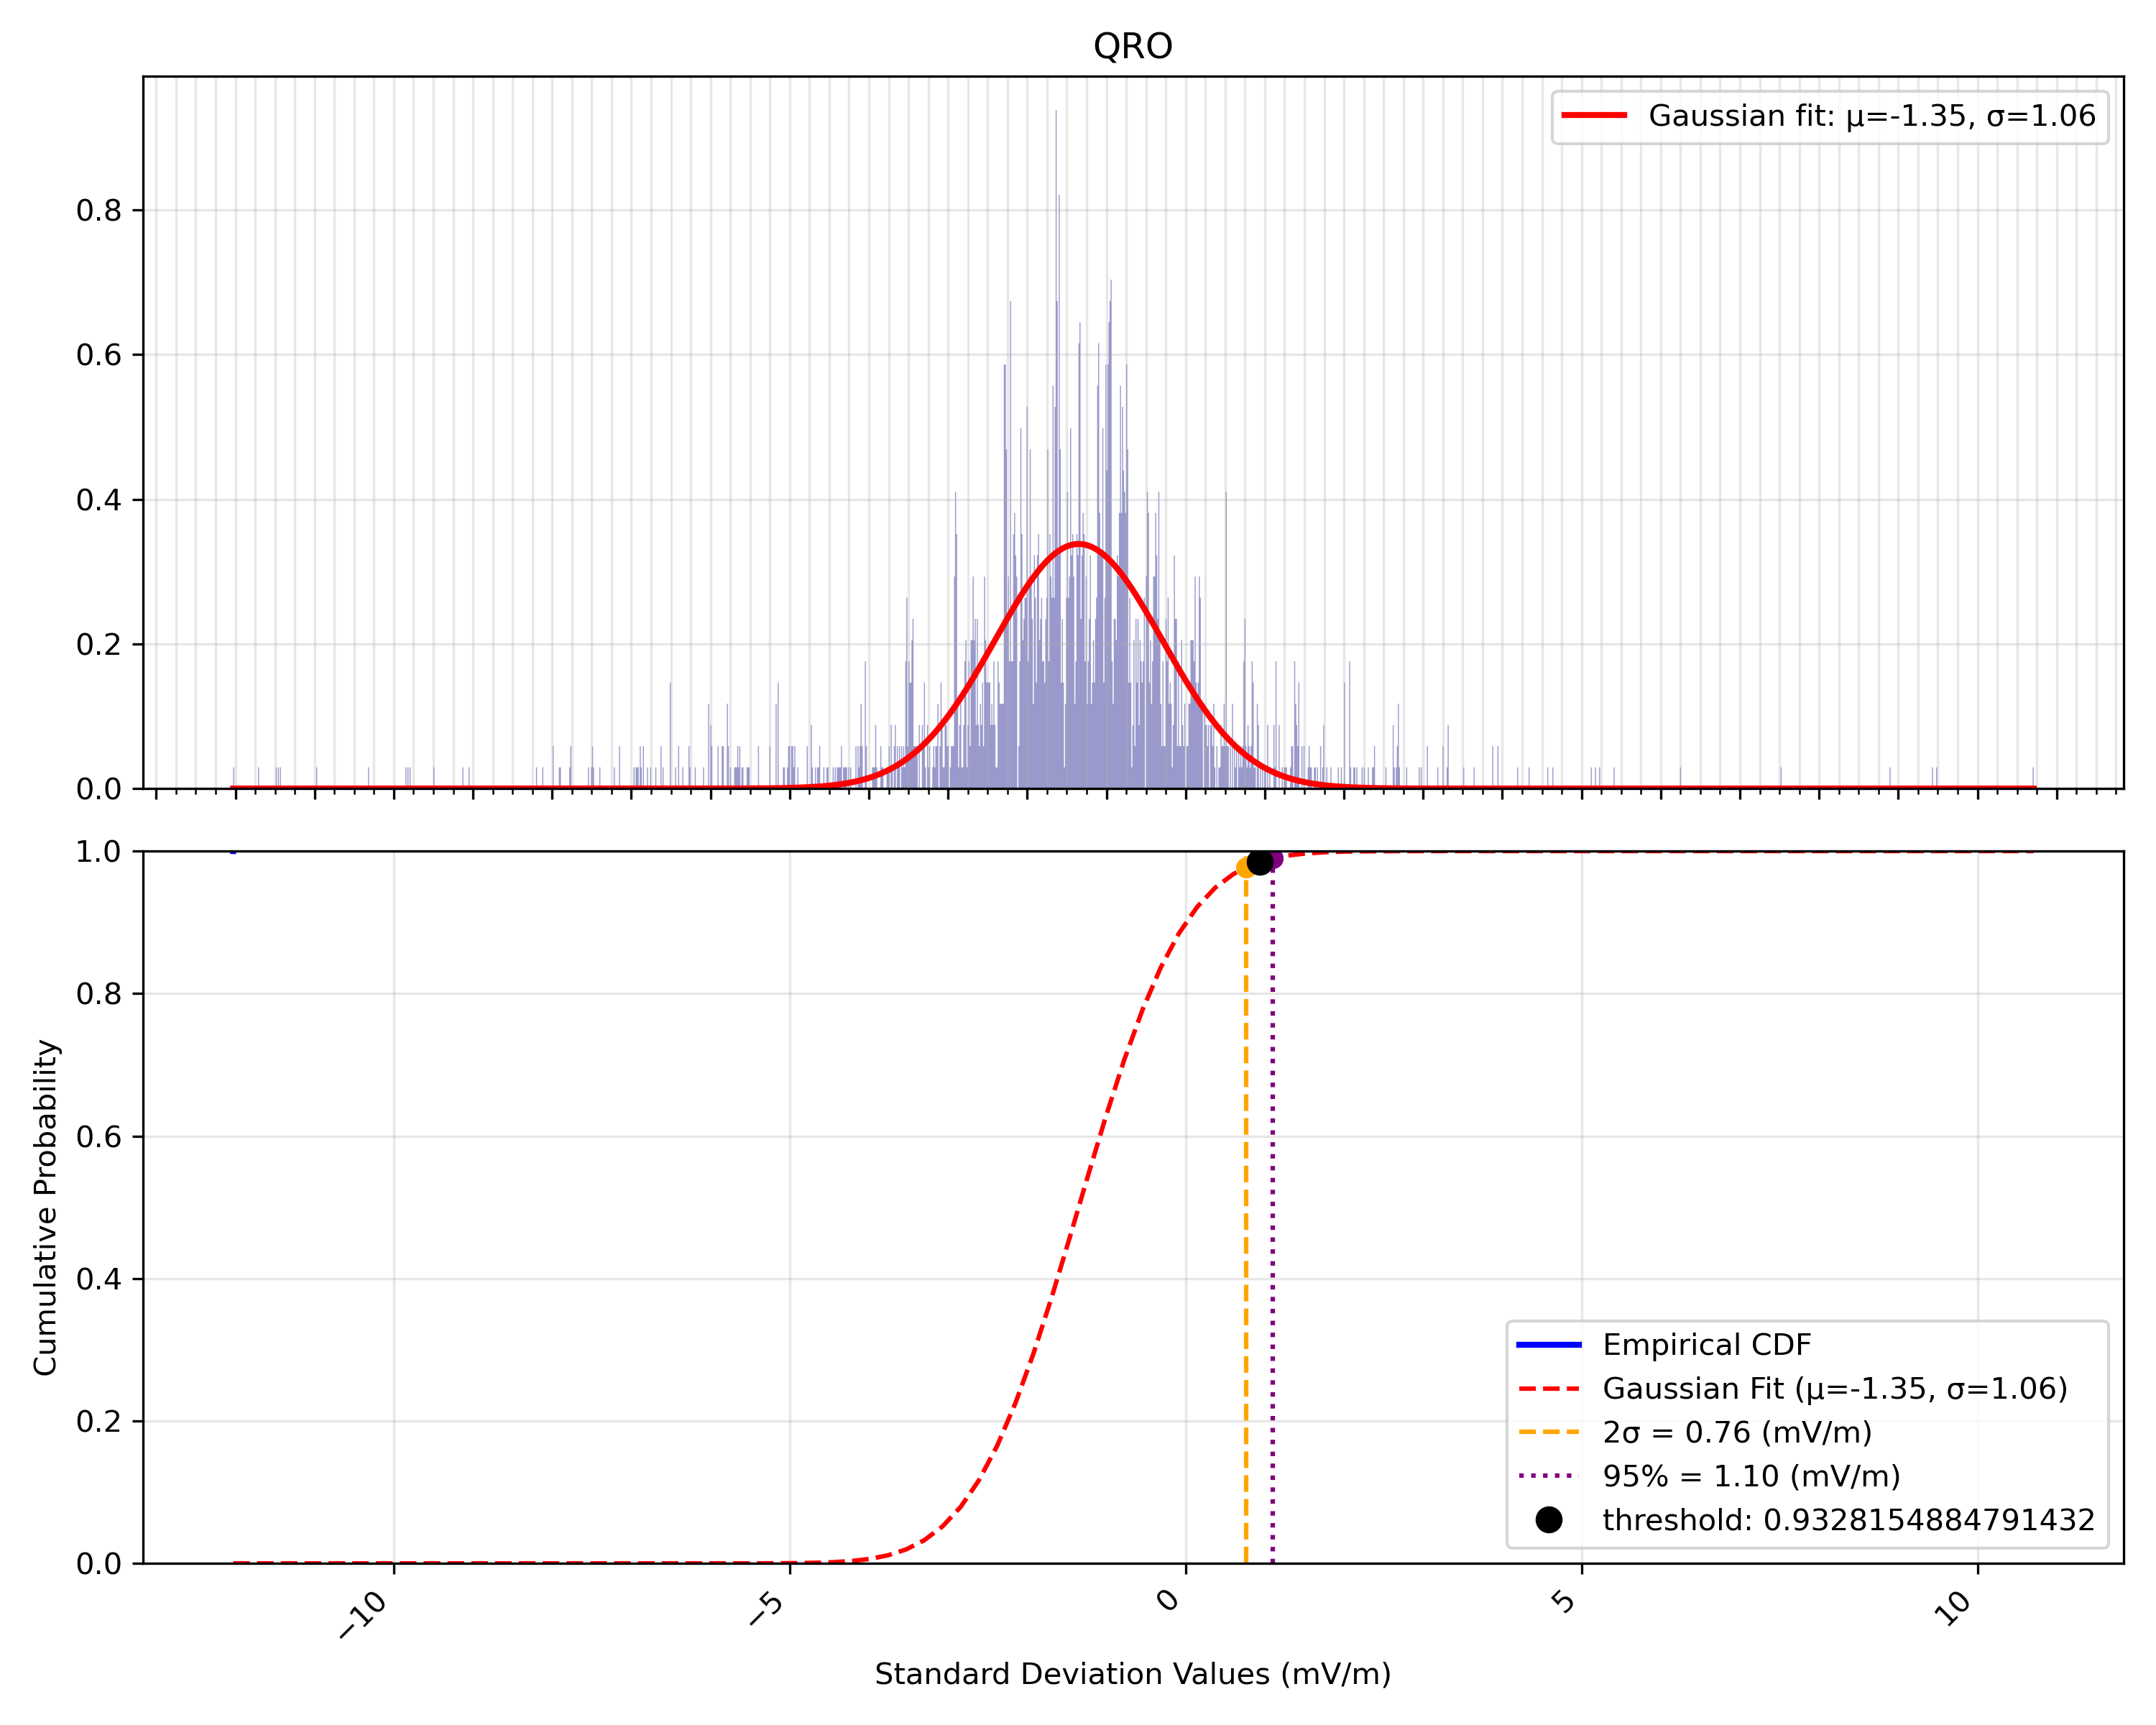 QRO
Gaussian fit: μ=-1.35, σ=1.06
0.8
0.6
0.4
0.2
0.0
1.0
0.8
0.6
0.4
0.2
0.0
Cumulative Probability
Empirical CDF
Gaussian Fit (μ=-1.35, σ=1.06)
2σ = 0.76 (mV/m)
95% = 1.10 (mV/m)
threshold: 0.9328154884791432
−10 −5 0 5 10
Standard Deviation Values (mV/m)